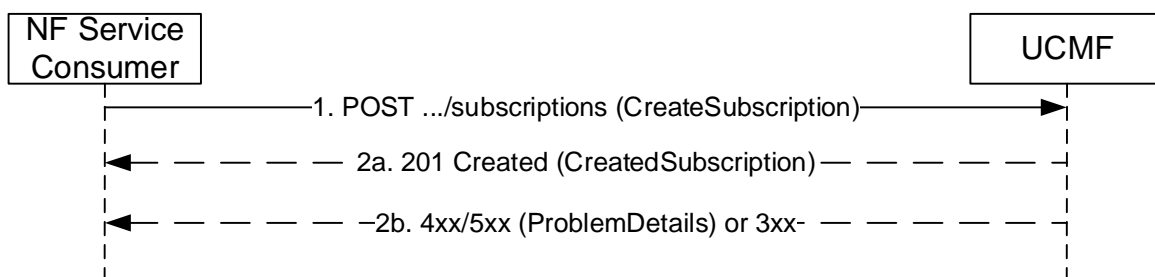 NF Service
Consumer
UCMF
1. POST .../subscriptions (CreateSubscription)
2a. 201 Created (CreatedSubscription)
2b. 4xx/5xx (ProblemDetails) or 3xx